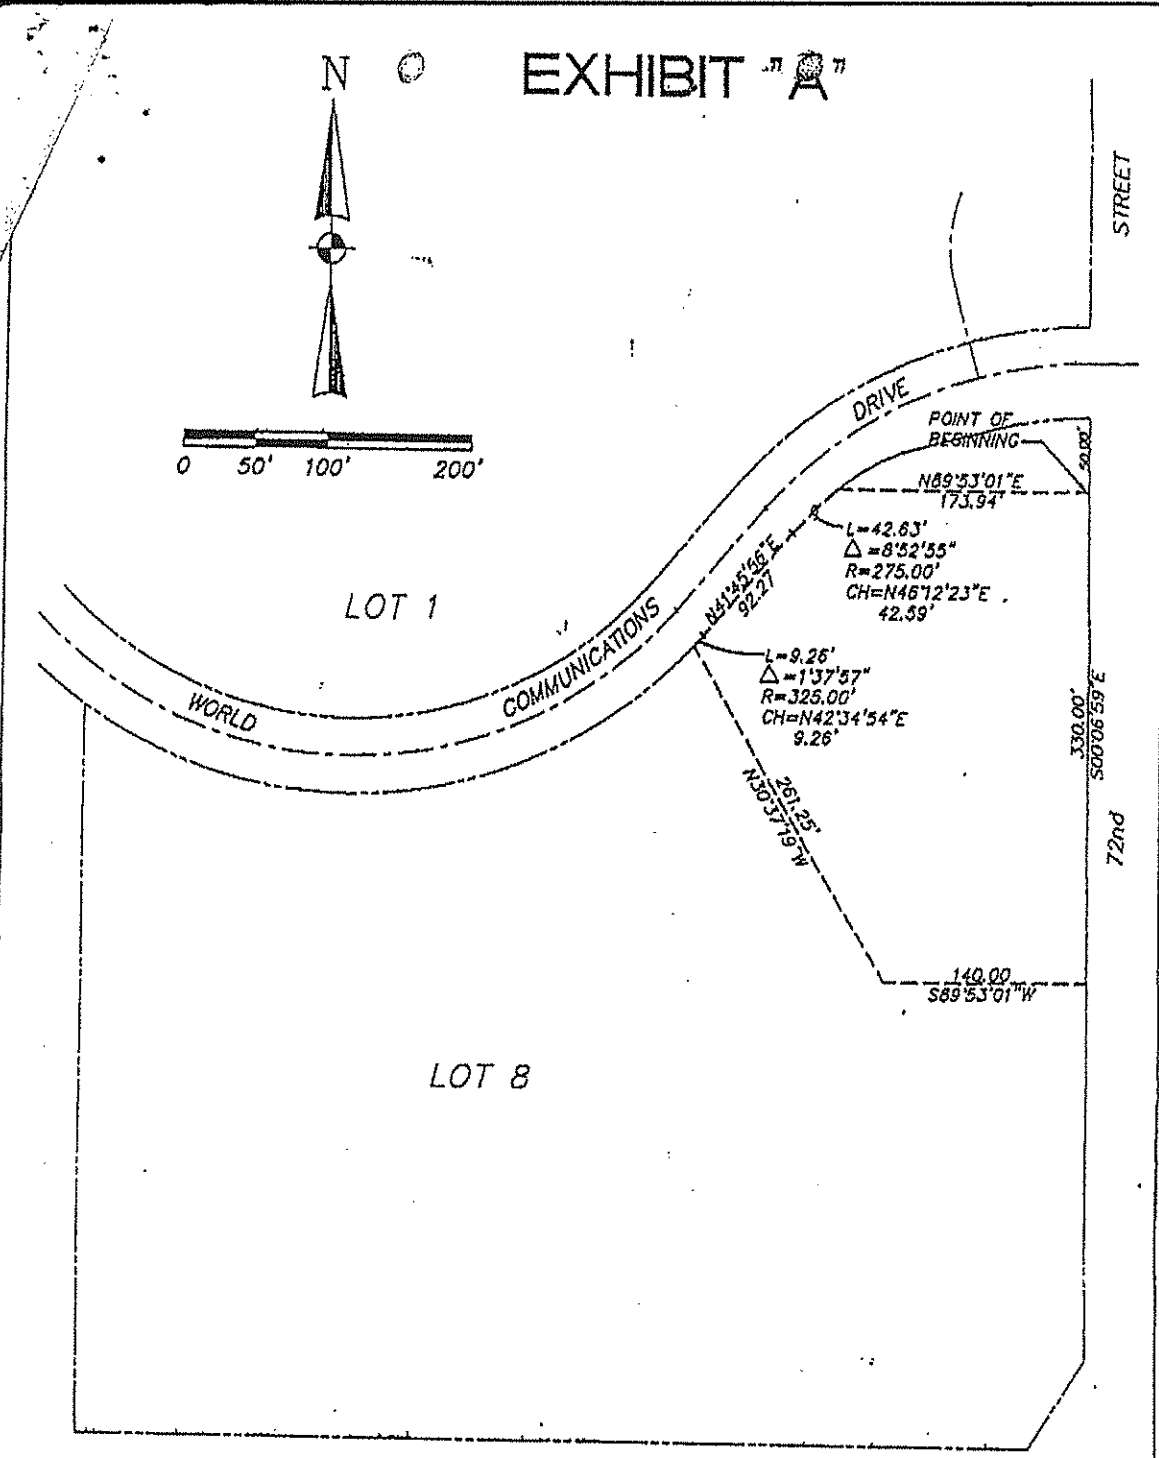 N
EXHIBIT "A"
STREET
0 50' 100' 200'
DRIVE
POINT OF
BEGINNING
50.00'
N89°53'01"E
173.94'
L=42.63'
△=8°52'55"
R=275.00'
CH=N46°12'23"E
42.59'
N41°45'56"E
92.27
LOT 1
WORLD
COMMUNICATIONS
L=9.26'
△=1°37'57"
R=325.00'
CH=N42°34'54"E
9.26'
330.00'
S00°06'59"E
261.25'
N30°37'19"W
72nd
140.00
S89°53'01"W
LOT 8